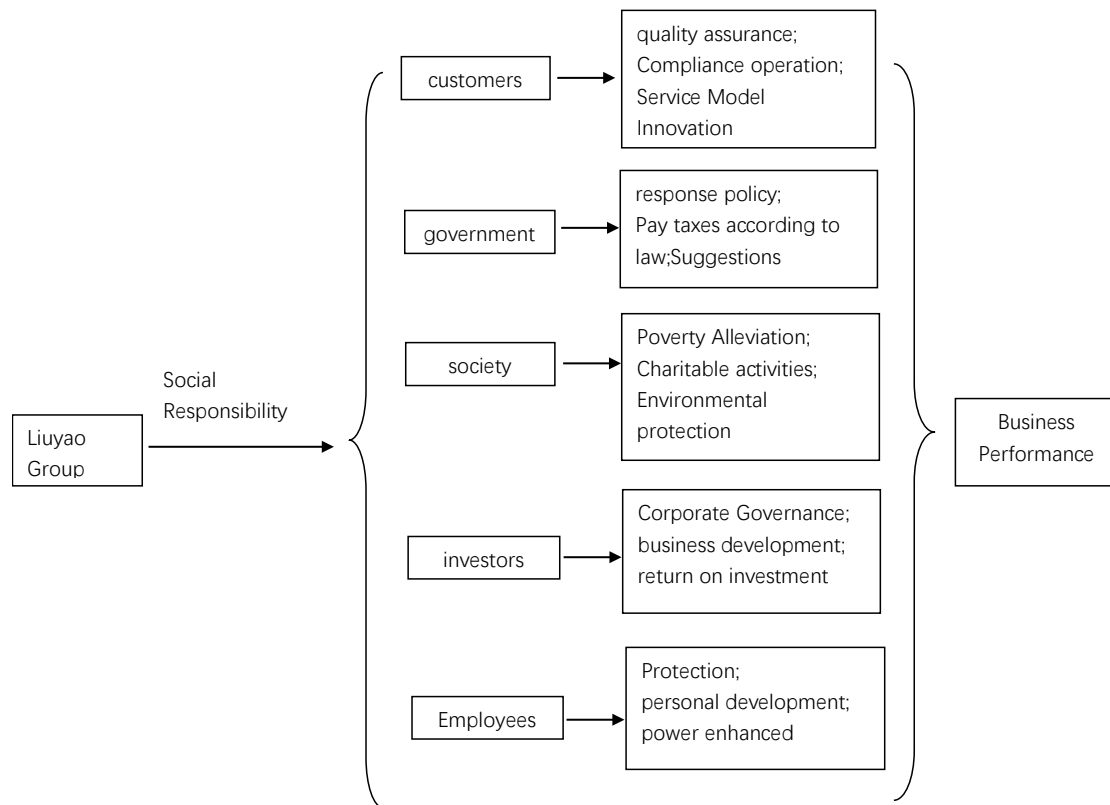 Liuyao
Group
Social
Responsibility
customers
quality assurance;
Compliance operation;
Service Model
Innovation
government
response policy;
Pay taxes according to
law;Suggestions
society
Poverty Alleviation;
Charitable activities;
Environmental
protection
investors
Corporate Governance;
business development;
return on investment
Employees
Protection;
personal development;
power enhanced
Business
Performance